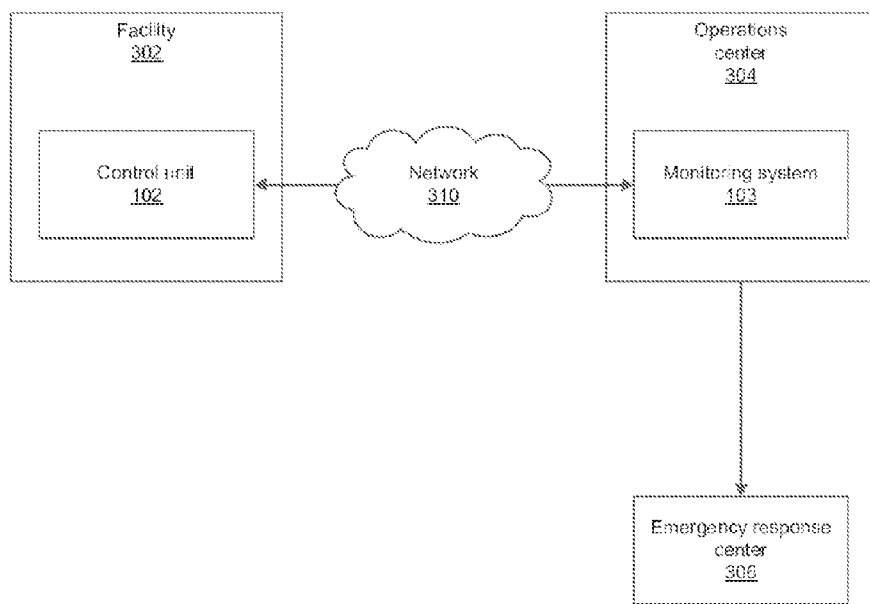 Facility
302
Control unit
102
Network
310
Operations
center
304
Monitoring system
103
Emergency response
center
306